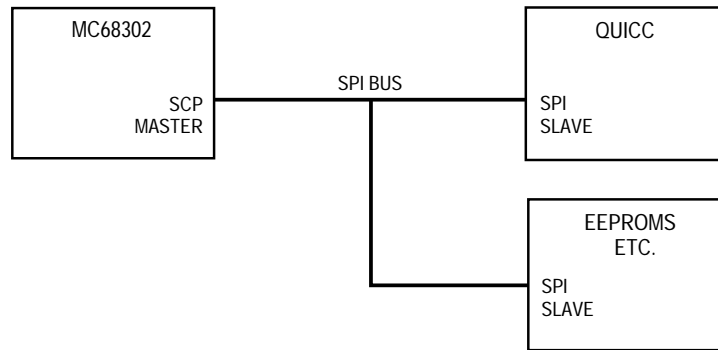 MC68302
SCP
MASTER
SPI BUS
QUICC
SPI
SLAVE
EEPROMS
ETC.
SPI
SLAVE